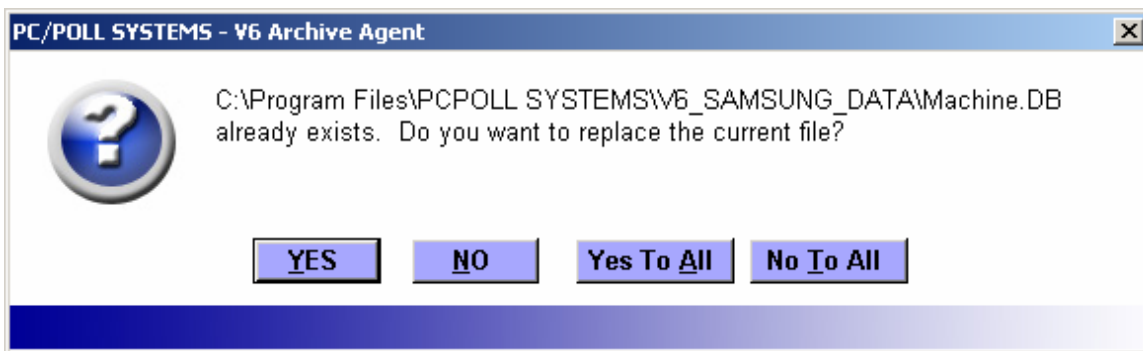 PC/POLL SYSTEMS - V6 Archive Agent
C:\Program Files\PCPOLL SYSTEMS\V6_SAMSUNG_DATA\Machine.DB
already exists.  Do you want to replace the current file?
YES NO Yes To All No To All